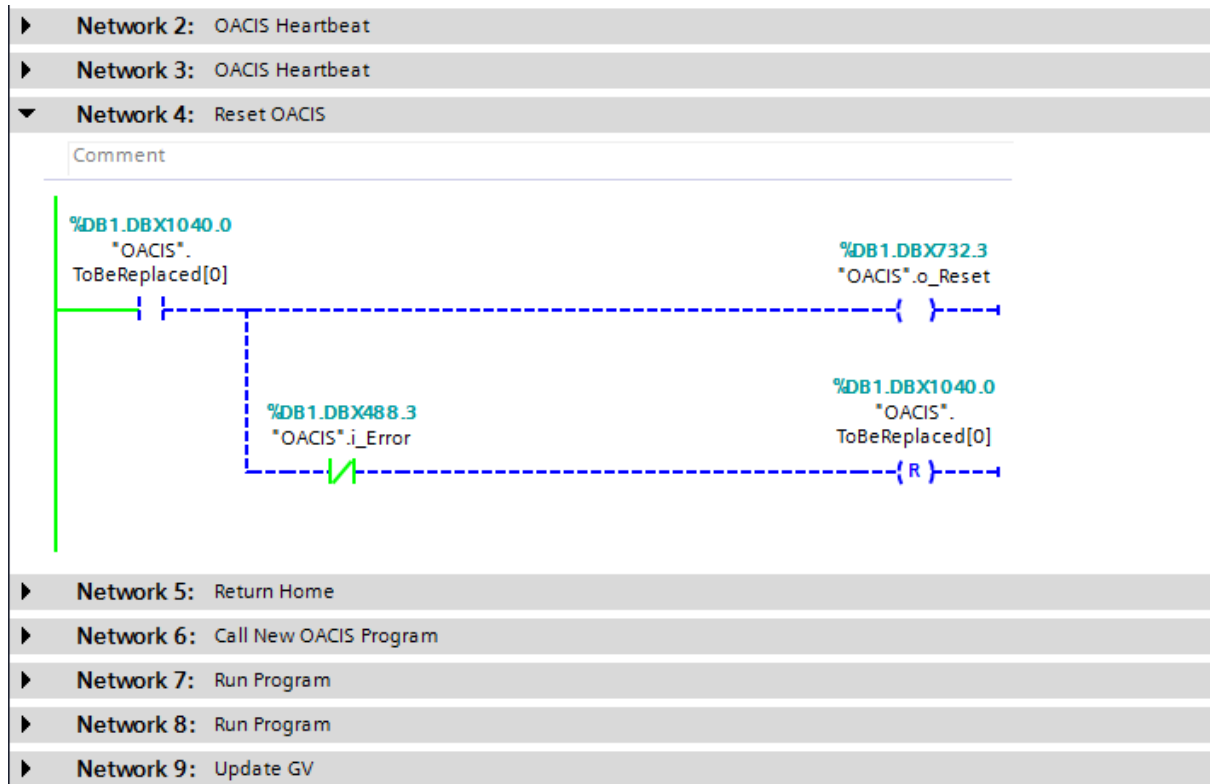 Network 2: OACIS Heartbeat
Network 3: OACIS Heartbeat
Network 4: Reset OACIS
Comment
%DB1.DBX1040.0
"OACIS".
ToBeReplaced[0]
%DB1.DBX732.3
"OACIS".o_Reset
%DB1.DBX488.3
"OACIS".i_Error
%DB1.DBX1040.0
"OACIS".
ToBeReplaced[0]
R
Network 5: Return Home
Network 6: Call New OACIS Program
Network 7: Run Program
Network 8: Run Program
Network 9: Update GV